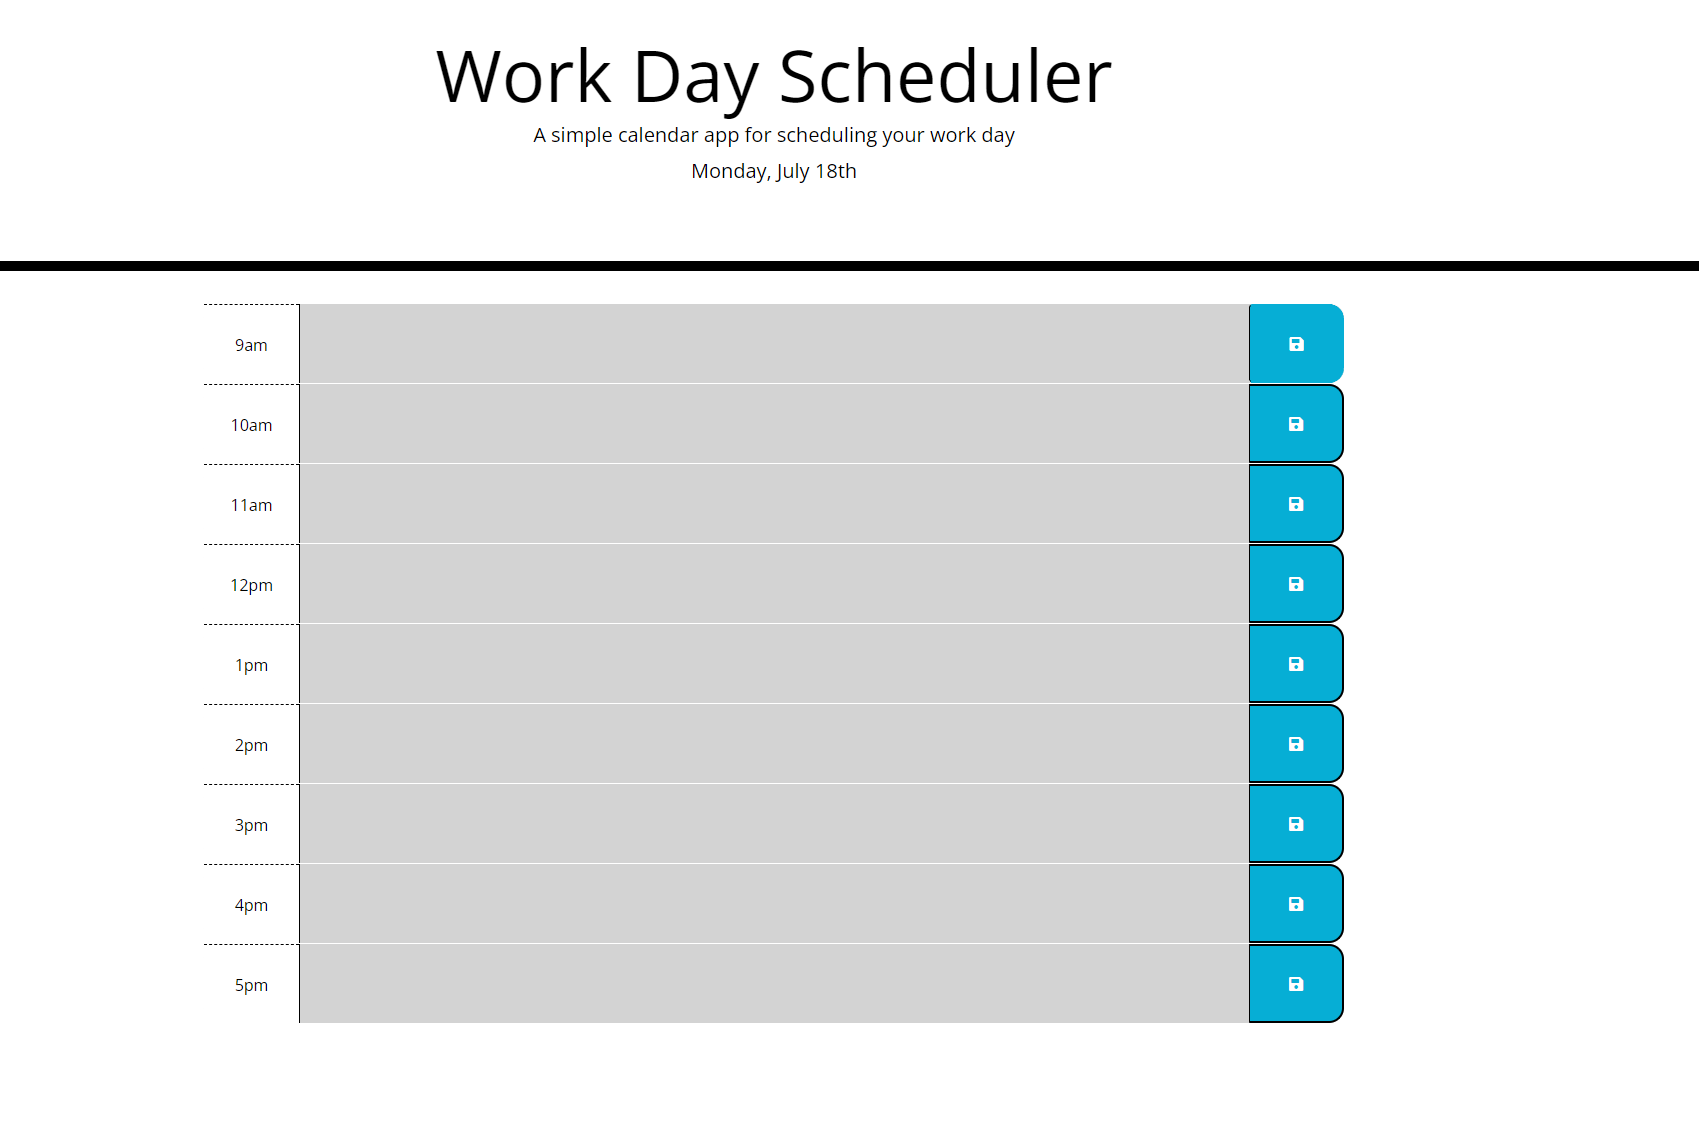 Work Day Scheduler
A simple calendar app for scheduling your work day
Monday, July 18th
9am
10am
11am
12pm
1pm
2pm
3pm
4pm
5pm